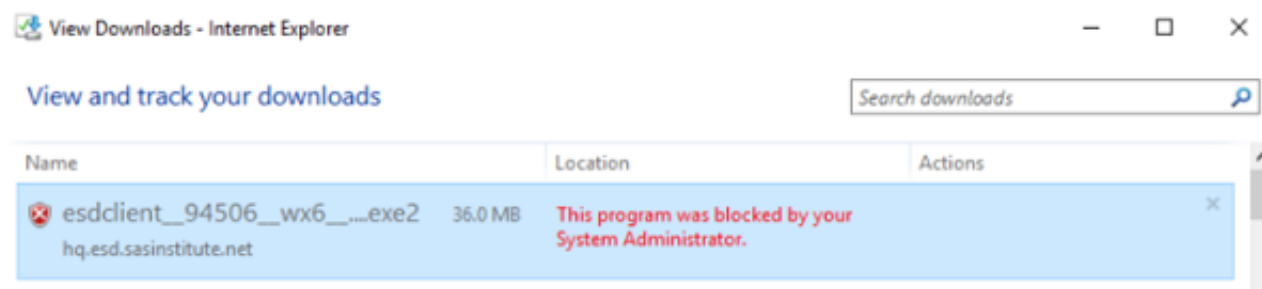 View Downloads - Internet Explorer
View and track your downloads
Search downloads
Name Location Actions
esdclient__94506__wx6__....exe2 36.0 MB This program was blocked by your
hq.esd.sasinstitute.net System Administrator.